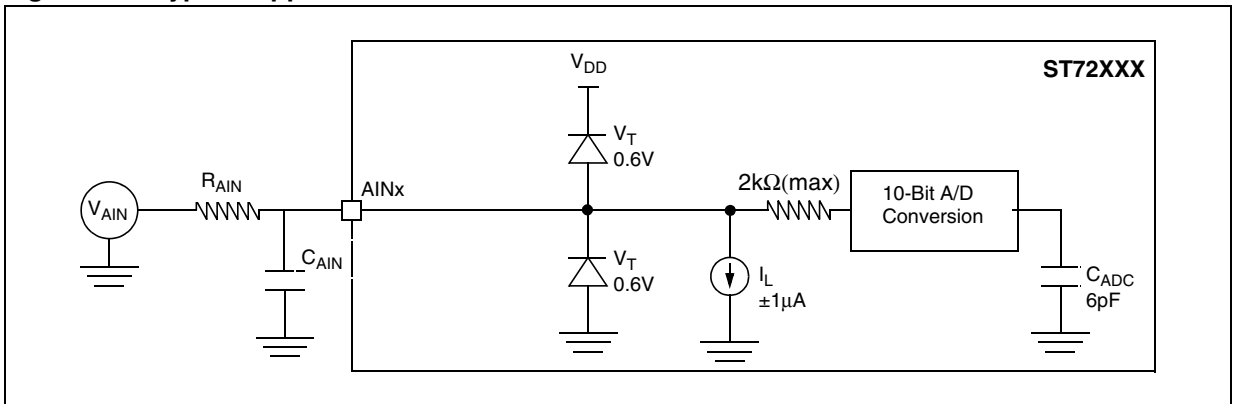 ST72XXX
VDD
VT
0.6V
RAIN
AINx
2kΩ(max)
10-Bit A/D
Conversion
VAIN
CAIN
VT
0.6V
IL
±1μA
CADC
6pF